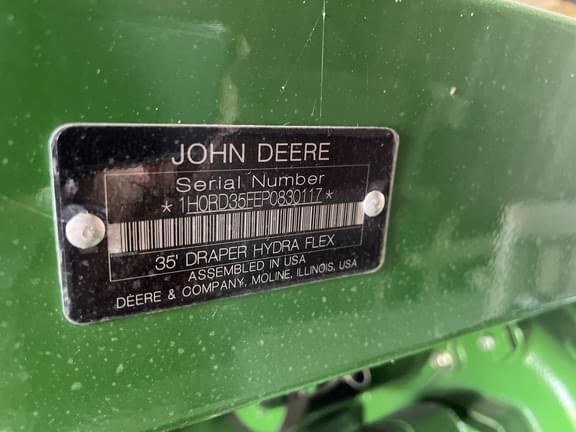 JOHN DEERE
Serial Number
*1H0RD35FEP0830117*
35' DRAPER HYDRA FLEX
ASSEMBLED IN USA
DEERE & COMPANY, MOLINE, ILLINOIS, USA